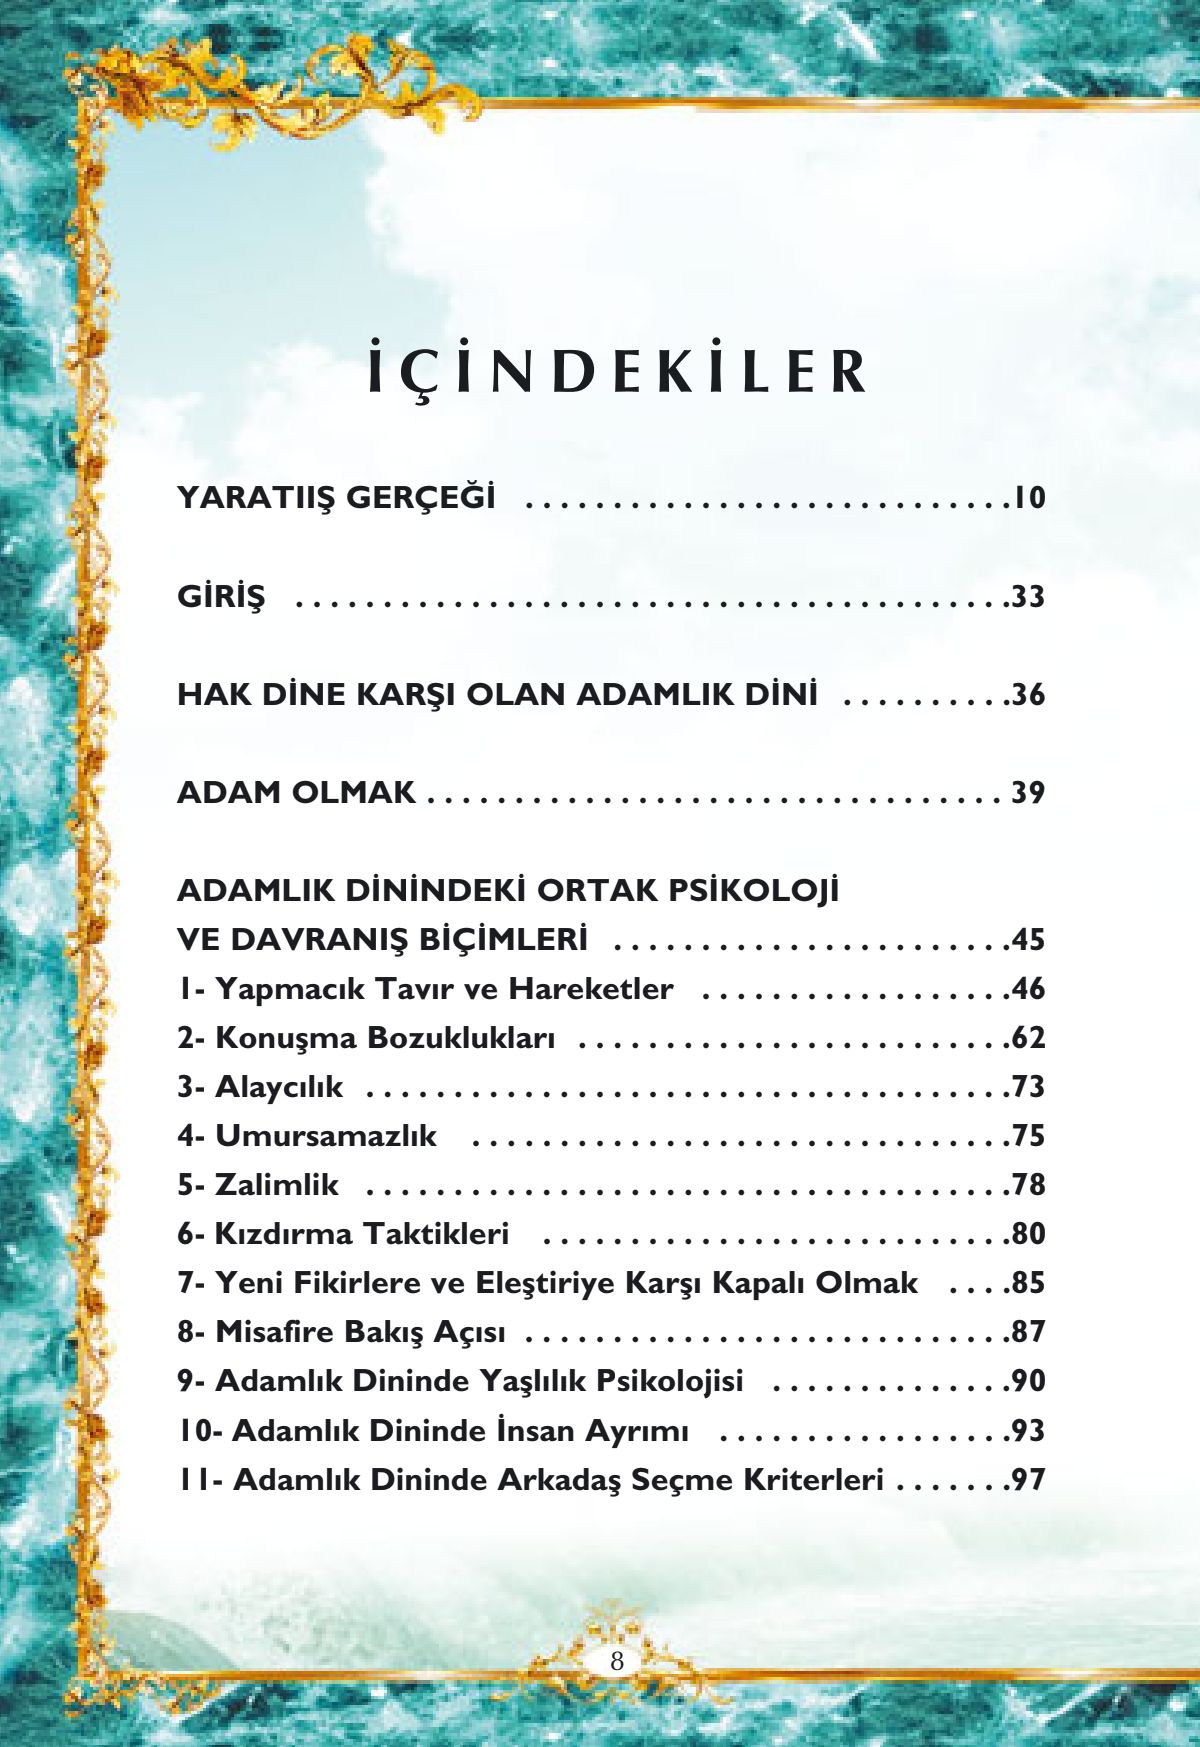 İÇİNDEKİLER
YARATIIŞ GERÇEĞİ . . . . . . . . . . . . . . . . . . . . . . . . . . . .10
GİRİŞ . . . . . . . . . . . . . . . . . . . . . . . . . . . . . . . . . . . . . . . . .33
HAK DİNE KARŞI OLAN ADAMLIK DİNİ . . . . . . . . . .36
ADAM OLMAK . . . . . . . . . . . . . . . . . . . . . . . . . . . . . . . . . 39
ADAMLIK DİNİNDEKİ ORTAK PSİKOLOJİ
VE DAVRANIŞ BİÇİMLERİ . . . . . . . . . . . . . . . . . . . . . . .45
1- Yapmacık Tavır ve Hareketler . . . . . . . . . . . . . . . . . .46
2- Konuşma Bozuklukları . . . . . . . . . . . . . . . . . . . . . . . . .62
3- Alaycılık . . . . . . . . . . . . . . . . . . . . . . . . . . . . . . . . . . . . .73
4- Umursamazlık . . . . . . . . . . . . . . . . . . . . . . . . . . . . . . .75
5- Zalimlik . . . . . . . . . . . . . . . . . . . . . . . . . . . . . . . . . . . . .78
6- Kızdırma Taktikleri . . . . . . . . . . . . . . . . . . . . . . . . . . .80
7- Yeni Fikirlere ve Eleştiriye Karşı Kapalı Olmak . . . .85
8- Misafire Bakış Açısı . . . . . . . . . . . . . . . . . . . . . . . . . . . .87
9- Adamlık Dininde Yaşlılık Psikolojisi . . . . . . . . . . . . . .90
10- Adamlık Dininde İnsan Ayrımı . . . . . . . . . . . . . . . . .93
11- Adamlık Dininde Arkadaş Seçme Kriterleri . . . . . . .97
8